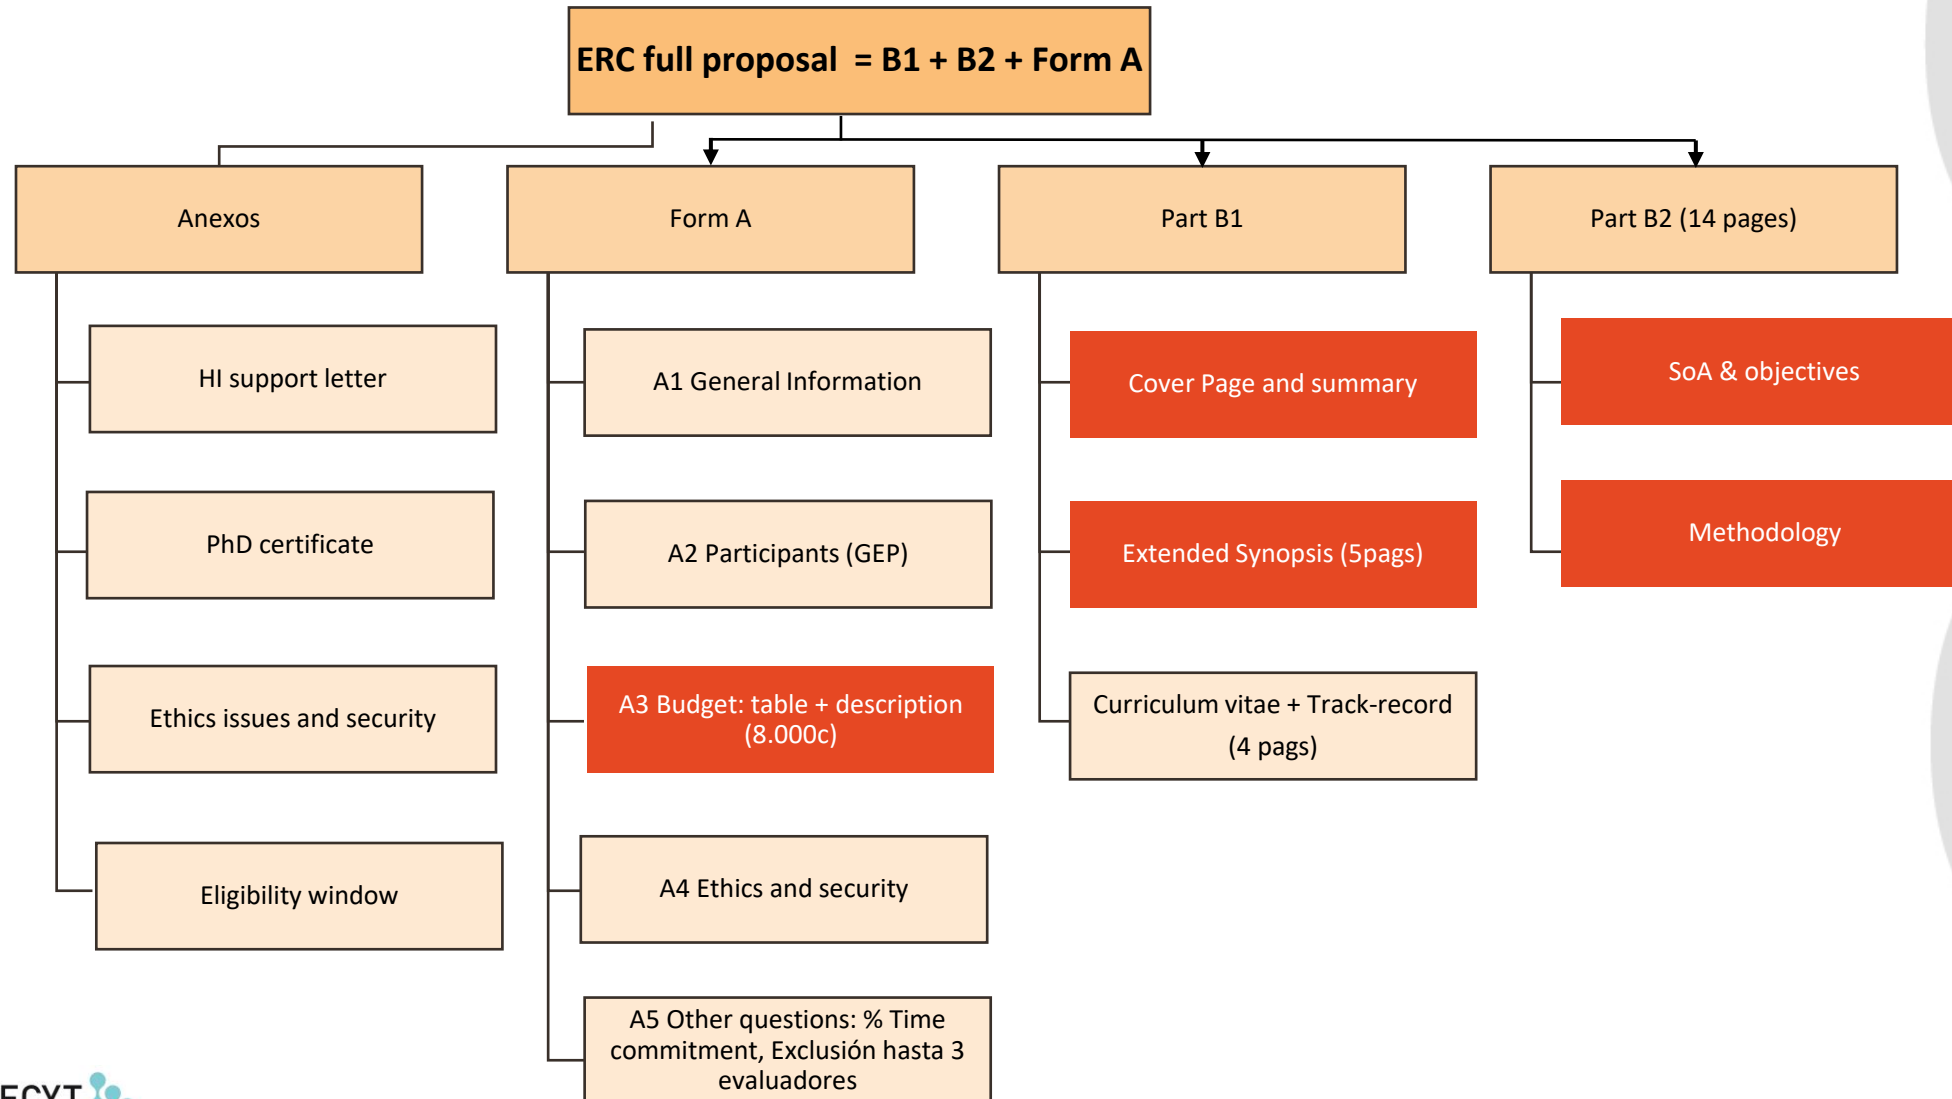 ERC full proposal = B1 + B2 + Form A
Anexos
HI support letter
PhD certificate
Ethics issues and security
Eligibility window
Form A
A1 General Information
A2 Participants (GEP)
A3 Budget: table + description
(8.000c)
A4 Ethics and security
A5 Other questions: % Time
commitment, Exclusión hasta 3
evaluadores
Part B1
Cover Page and summary
Extended Synopsis (5pags)
Curriculum vitae + Track-record
(4 pags)
Part B2 (14 pages)
SoA & objectives
Methodology